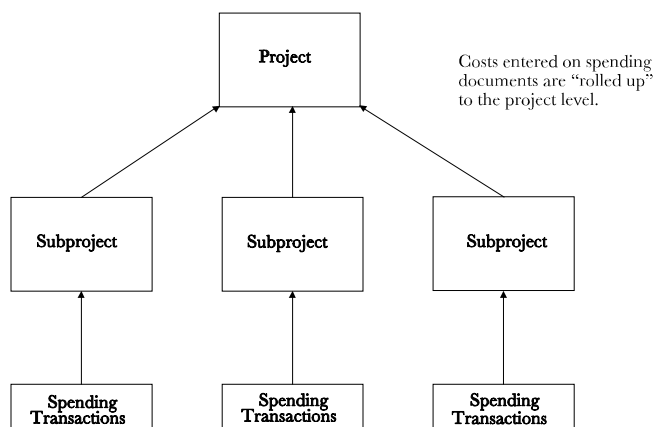 Project
Costs entered on spending
documents are “rolled up”
to the project level.
Subproject
Subproject
Subproject
Spending
Transactions
Spending
Transactions
Spending
Transactions